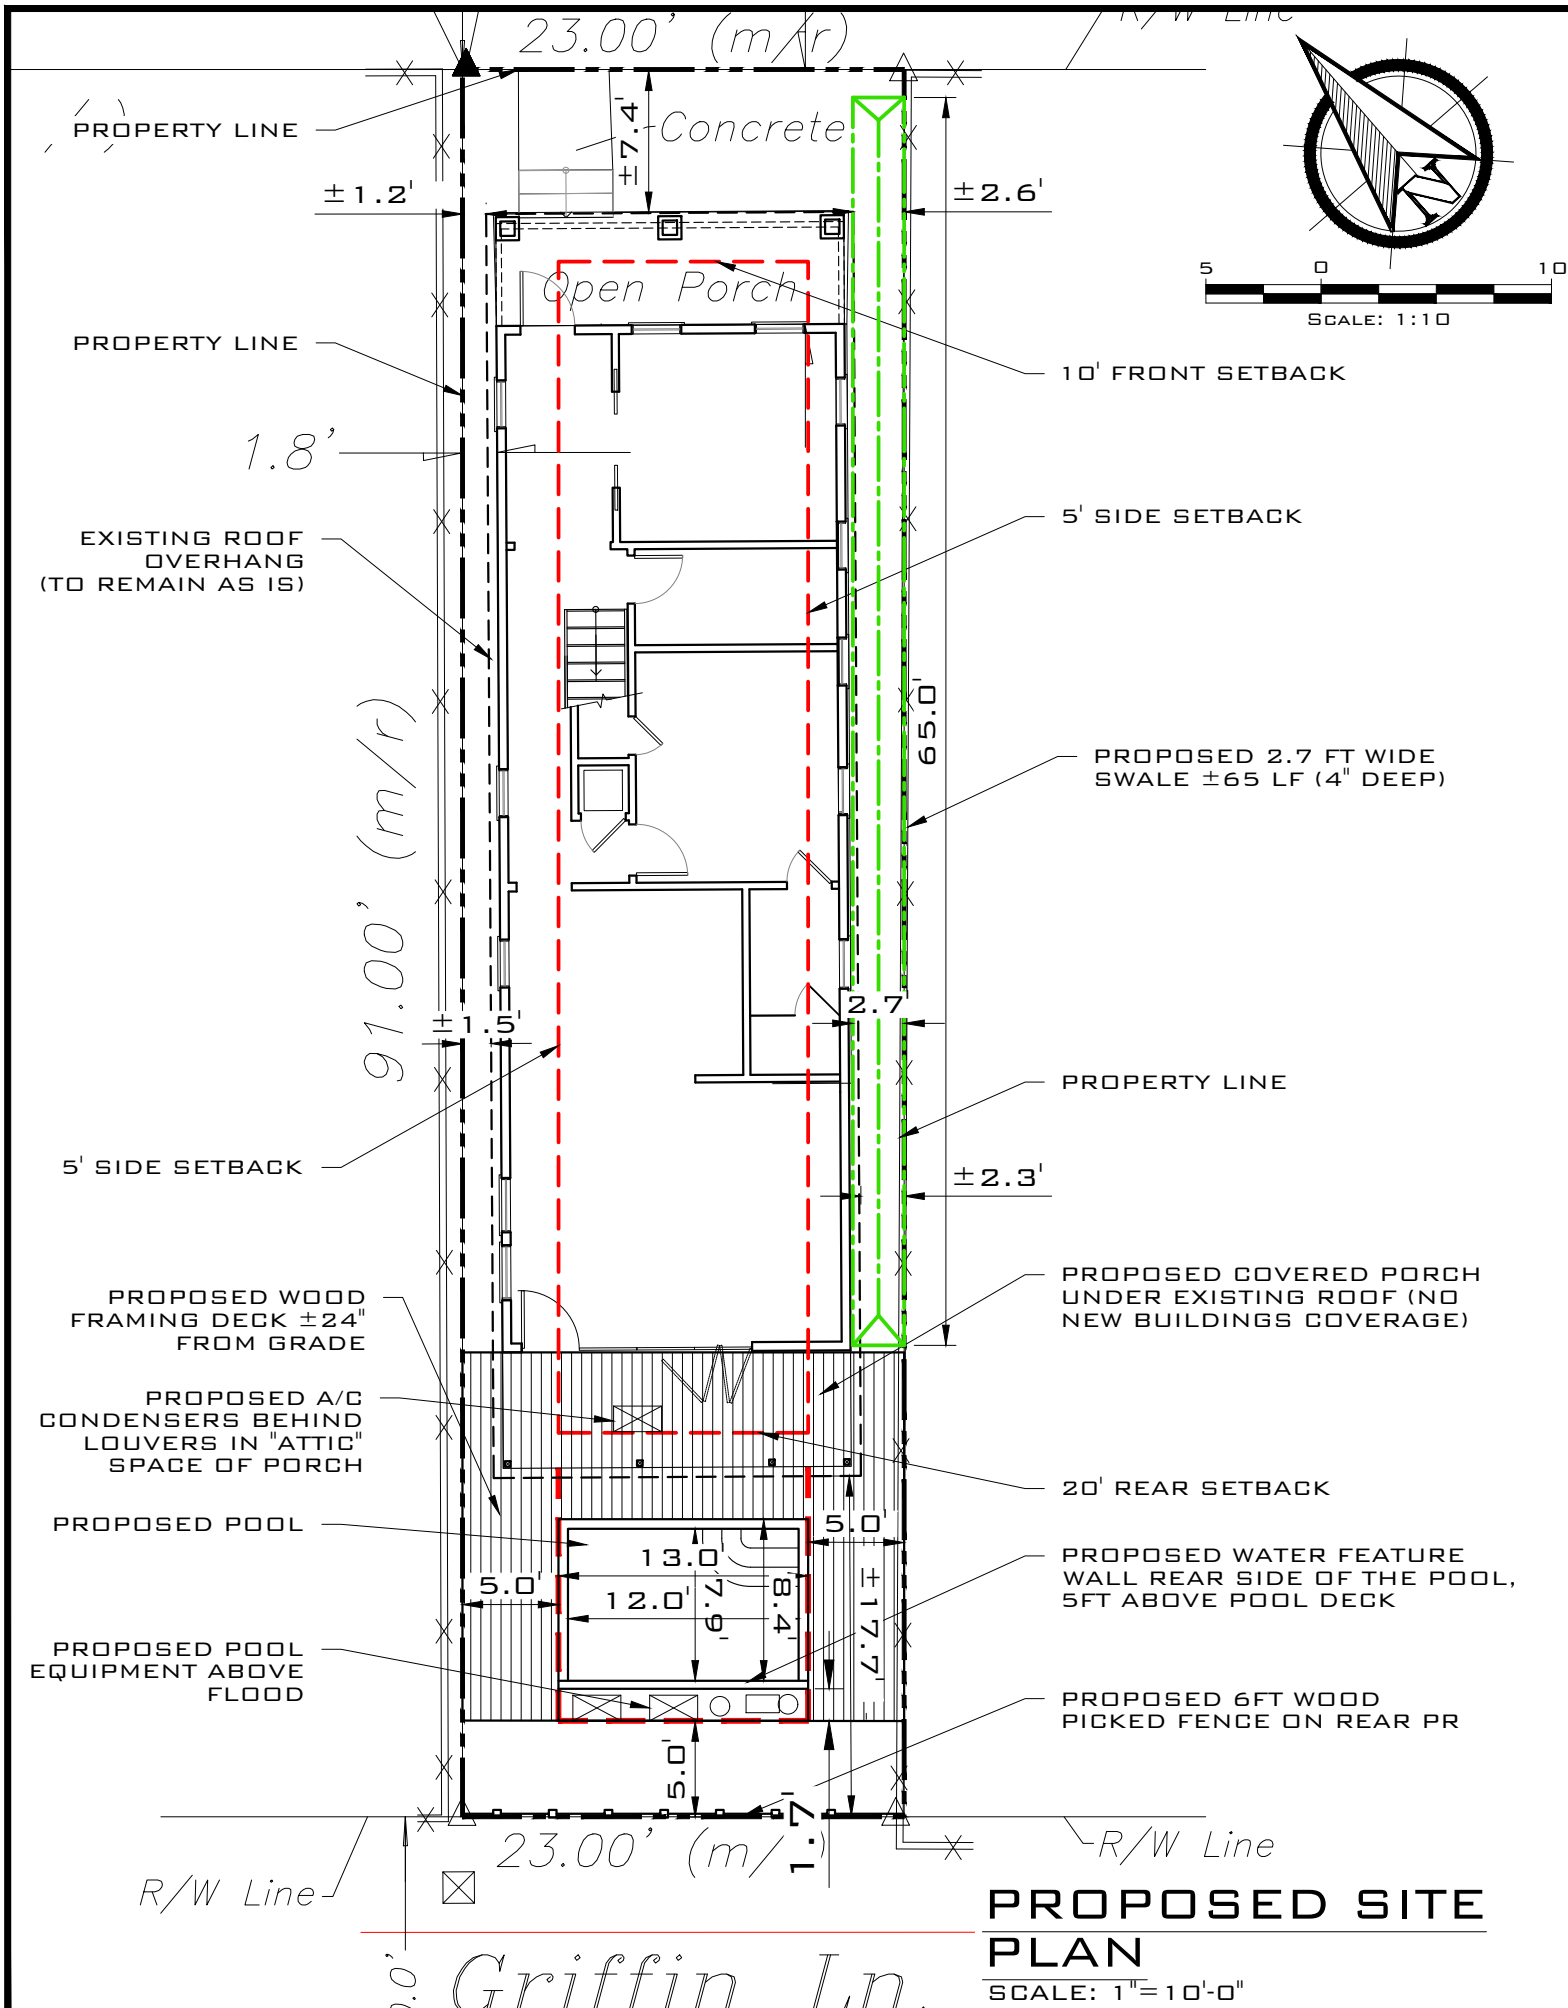 23.00' (m/r)
R/W Line
PROPERTY LINE
Concrete
±7.4'
±1.2'
±2.6'
N
5 0 10
SCALE: 1:10
Open Porch
PROPERTY LINE
10' FRONT SETBACK
1.8'
5' SIDE SETBACK
EXISTING ROOF
OVERHANG
(TO REMAIN AS IS)
65.0'
91.00' (m/r)
PROPOSED 2.7 FT WIDE
SWALE ±65 LF (4" DEEP)
2.7'
±1.5'
PROPERTY LINE
5' SIDE SETBACK
±2.3'
PROPOSED COVERED PORCH
UNDER EXISTING ROOF (NO
NEW BUILDINGS COVERAGE)
PROPOSED WOOD
FRAMING DECK ±24"
FROM GRADE
PROPOSED A/C
CONDENSERS BEHIND
LOUVERS IN "ATTIC"
SPACE OF PORCH
20' REAR SETBACK
PROPOSED POOL
5.0'
13.0'
PROPOSED WATER FEATURE
WALL REAR SIDE OF THE POOL,
5FT ABOVE POOL DECK
5.0'
12.0'
7.9'
8.4'
±17.7'
PROPOSED POOL
EQUIPMENT ABOVE
FLOOD
PROPOSED 6FT WOOD
PICKED FENCE ON REAR PR
5.0'
1.7'
23.00' (m/
R/W Line
R/W Line
PROPOSED SITE
PLAN
SCALE: 1"=10'-0"
Griffin Ln.